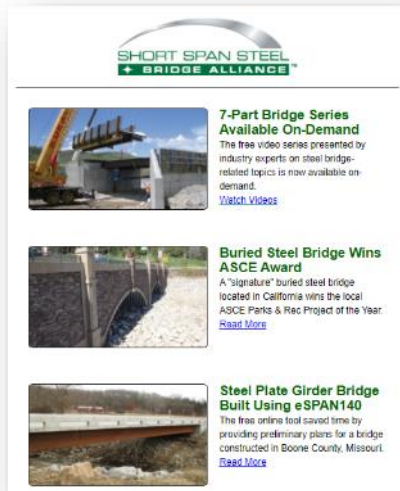 SHORT SPAN STEEL
BRIDGE ALLIANCE™
7-Part Bridge Series
Available On-Demand
The free video series presented by
industry experts on steel bridge-
related topics is now available on-
demand.
Watch Videos
Buried Steel Bridge Wins
ASCE Award
A "signature" buried steel bridge
located in California wins the local
ASCE Parks & Rec Project of the Year.
Read More
Steel Plate Girder Bridge
Built Using eSPAN140
The free online tool saved time by
providing preliminary plans for a bridge
constructed in Boone County, Missouri.
Read More